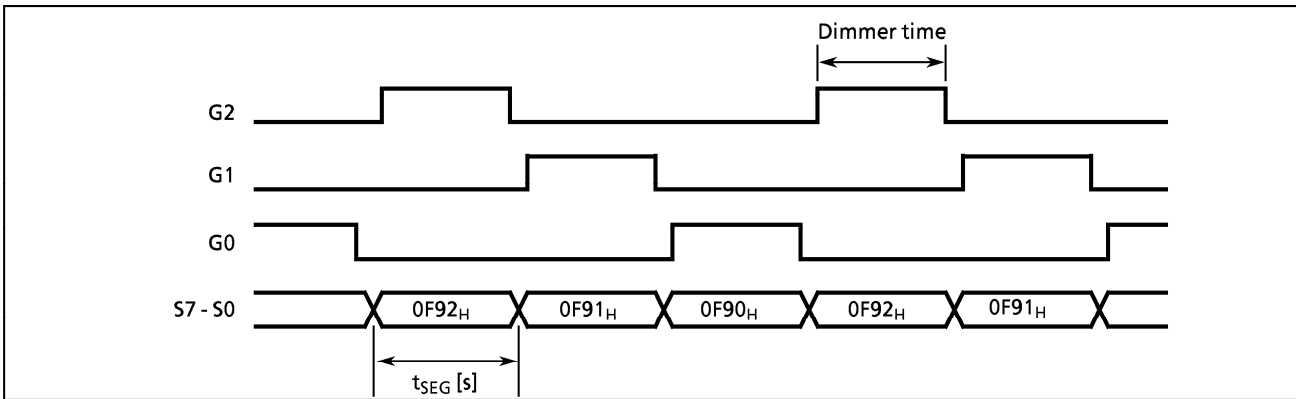 Dimmer time
G2
G1
G0
S7 - S0 0F92H 0F91H 0F90H 0F92H 0F91H
tSEG [s]